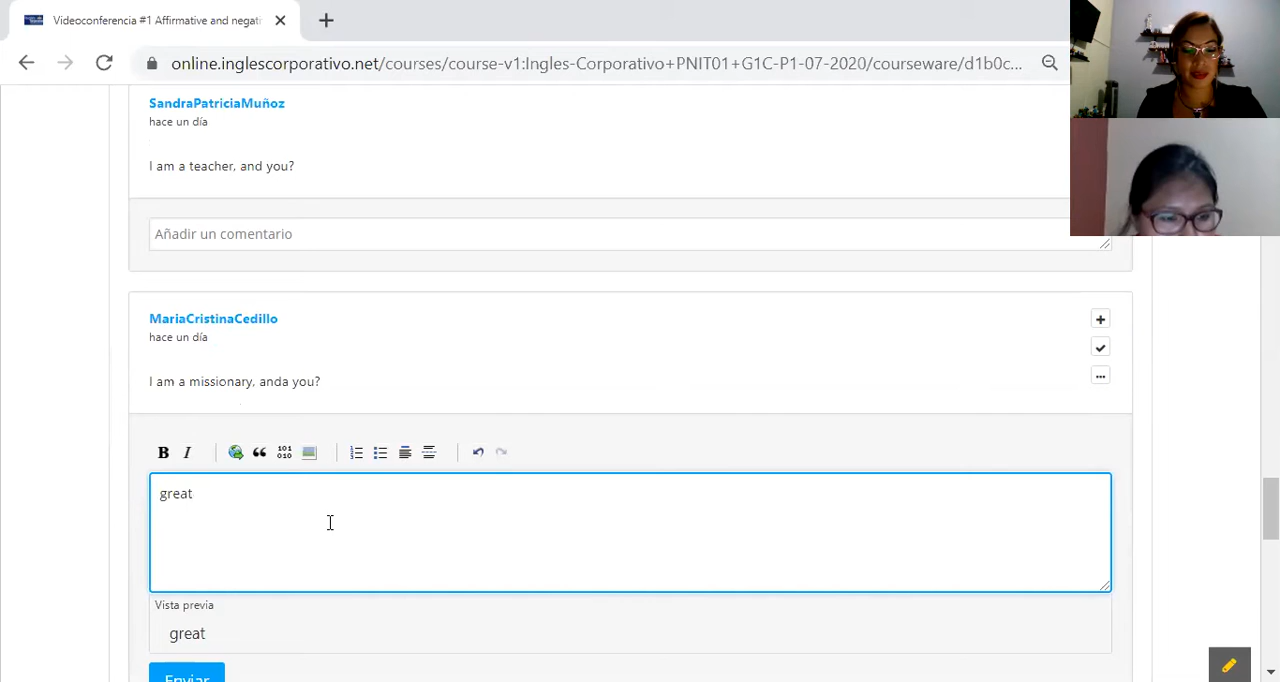 Videoconferencia #1 Affirmative and negati
online.inglescorporativo.net/courses/course-v1:Ingles-Corporativo+PNIT01+G1C-P1-07-2020/courseware/d1b0c...
SandraPatriciaMuñoz
hace un día
I am a teacher, and you?
Añadir un comentario
MariaCristinaCedillo
hace un día
I am a missionary, anda you?
B I
101
010
great
Vista previa
great
Enviar